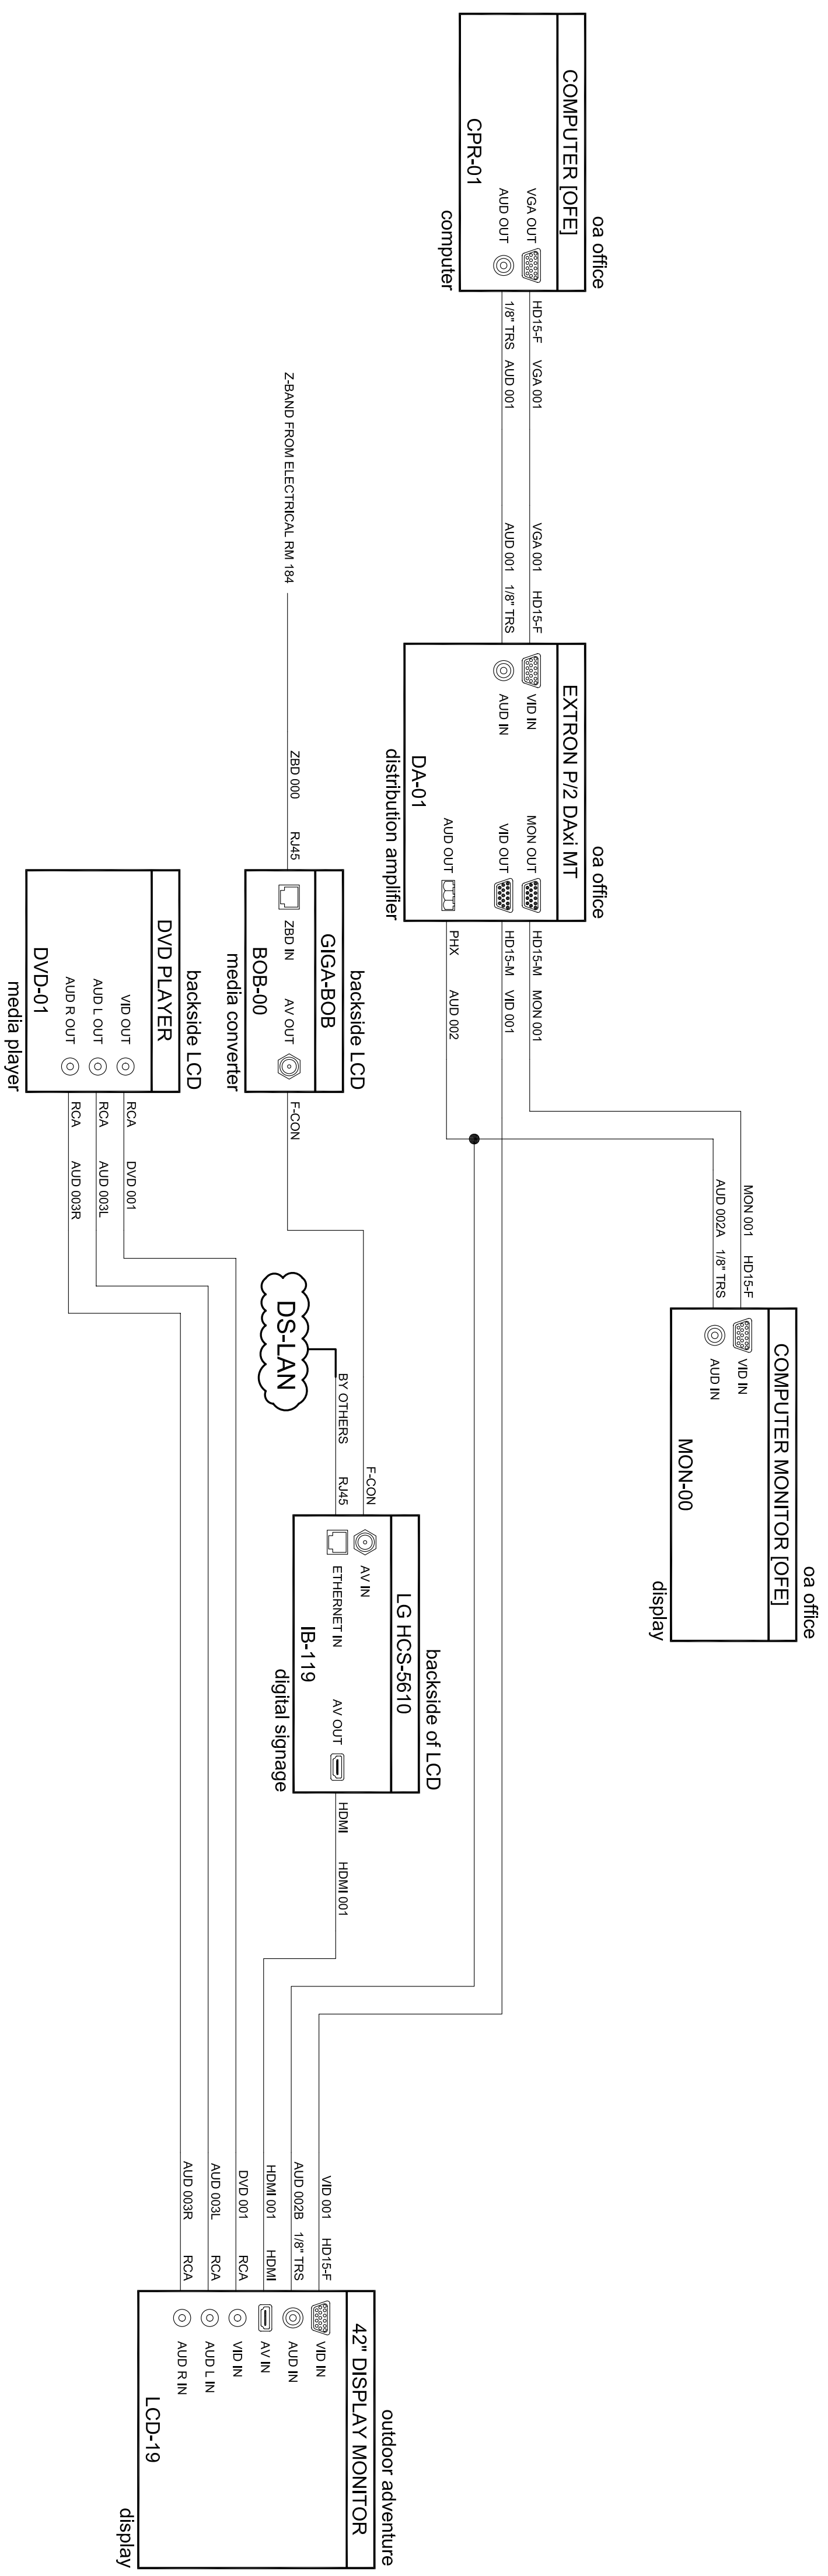 oa office
COMPUTER [OFE]
VGA OUT
AUD OUT
CPR-01
computer
HD15-F VGA 001
1/8" TRS AUD 001
VGA 001 HD15-F
AUD 001 1/8" TRS
oa office
EXTRON P/2 DAxi MT
VID IN
AUD IN
MON OUT
VID OUT
AUD OUT
DA-01
distribution amplifier
HD15-M MON 001
HD15-M VID 001
PHX AUD 002
MON 001 HD15-F
AUD 002A 1/8" TRS
oa office
COMPUTER MONITOR [OFE]
VID IN
AUD IN
MON-00
display
Z-BAND FROM ELECTRICAL RM 184
ZBD 000 RJ45
backside LCD
GIGA-BOB
ZBD IN
AV OUT
BOB-00
media converter
F-CON
DS-LAN
BY OTHERS RJ45
F-CON
backside of LCD
LG HCS-5610
AV IN
ETHERNET IN
AV OUT
IB-119
digital signage
HDMI HDMI 001
backside LCD
DVD PLAYER
VID OUT
AUD L OUT
AUD R OUT
DVD-01
media player
RCA DVD 001
RCA AUD 003L
RCA AUD 003R
VID 001 HD15-F
AUD 002B 1/8" TRS
HDMI 001 HDMI
DVD 001 RCA
AUD 003L RCA
AUD 003R RCA
outdoor adventure
42" DISPLAY MONITOR
VID IN
AUD IN
AV IN
VID IN
AUD L IN
AUD R IN
LCD-19
display